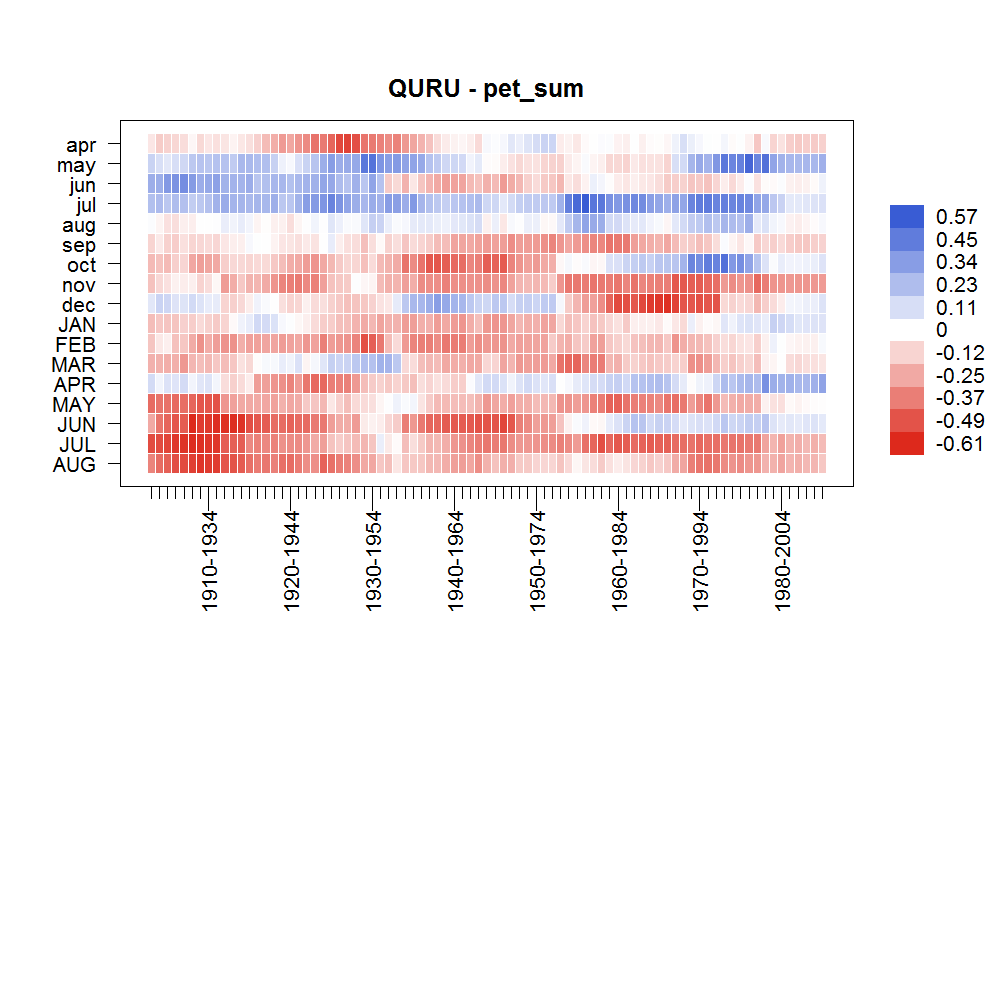 QURU - pet_sum
apr
may
jun
jul
aug
sep
oct
nov
dec
JAN
FEB
MAR
APR
MAY
JUN
JUL
AUG
0.57
0.45
0.34
0.23
0.11
0
-0.12
-0.25
-0.37
-0.49
-0.61
1910-1934
1920-1944
1930-1954
1940-1964
1950-1974
1960-1984
1970-1994
1980-2004